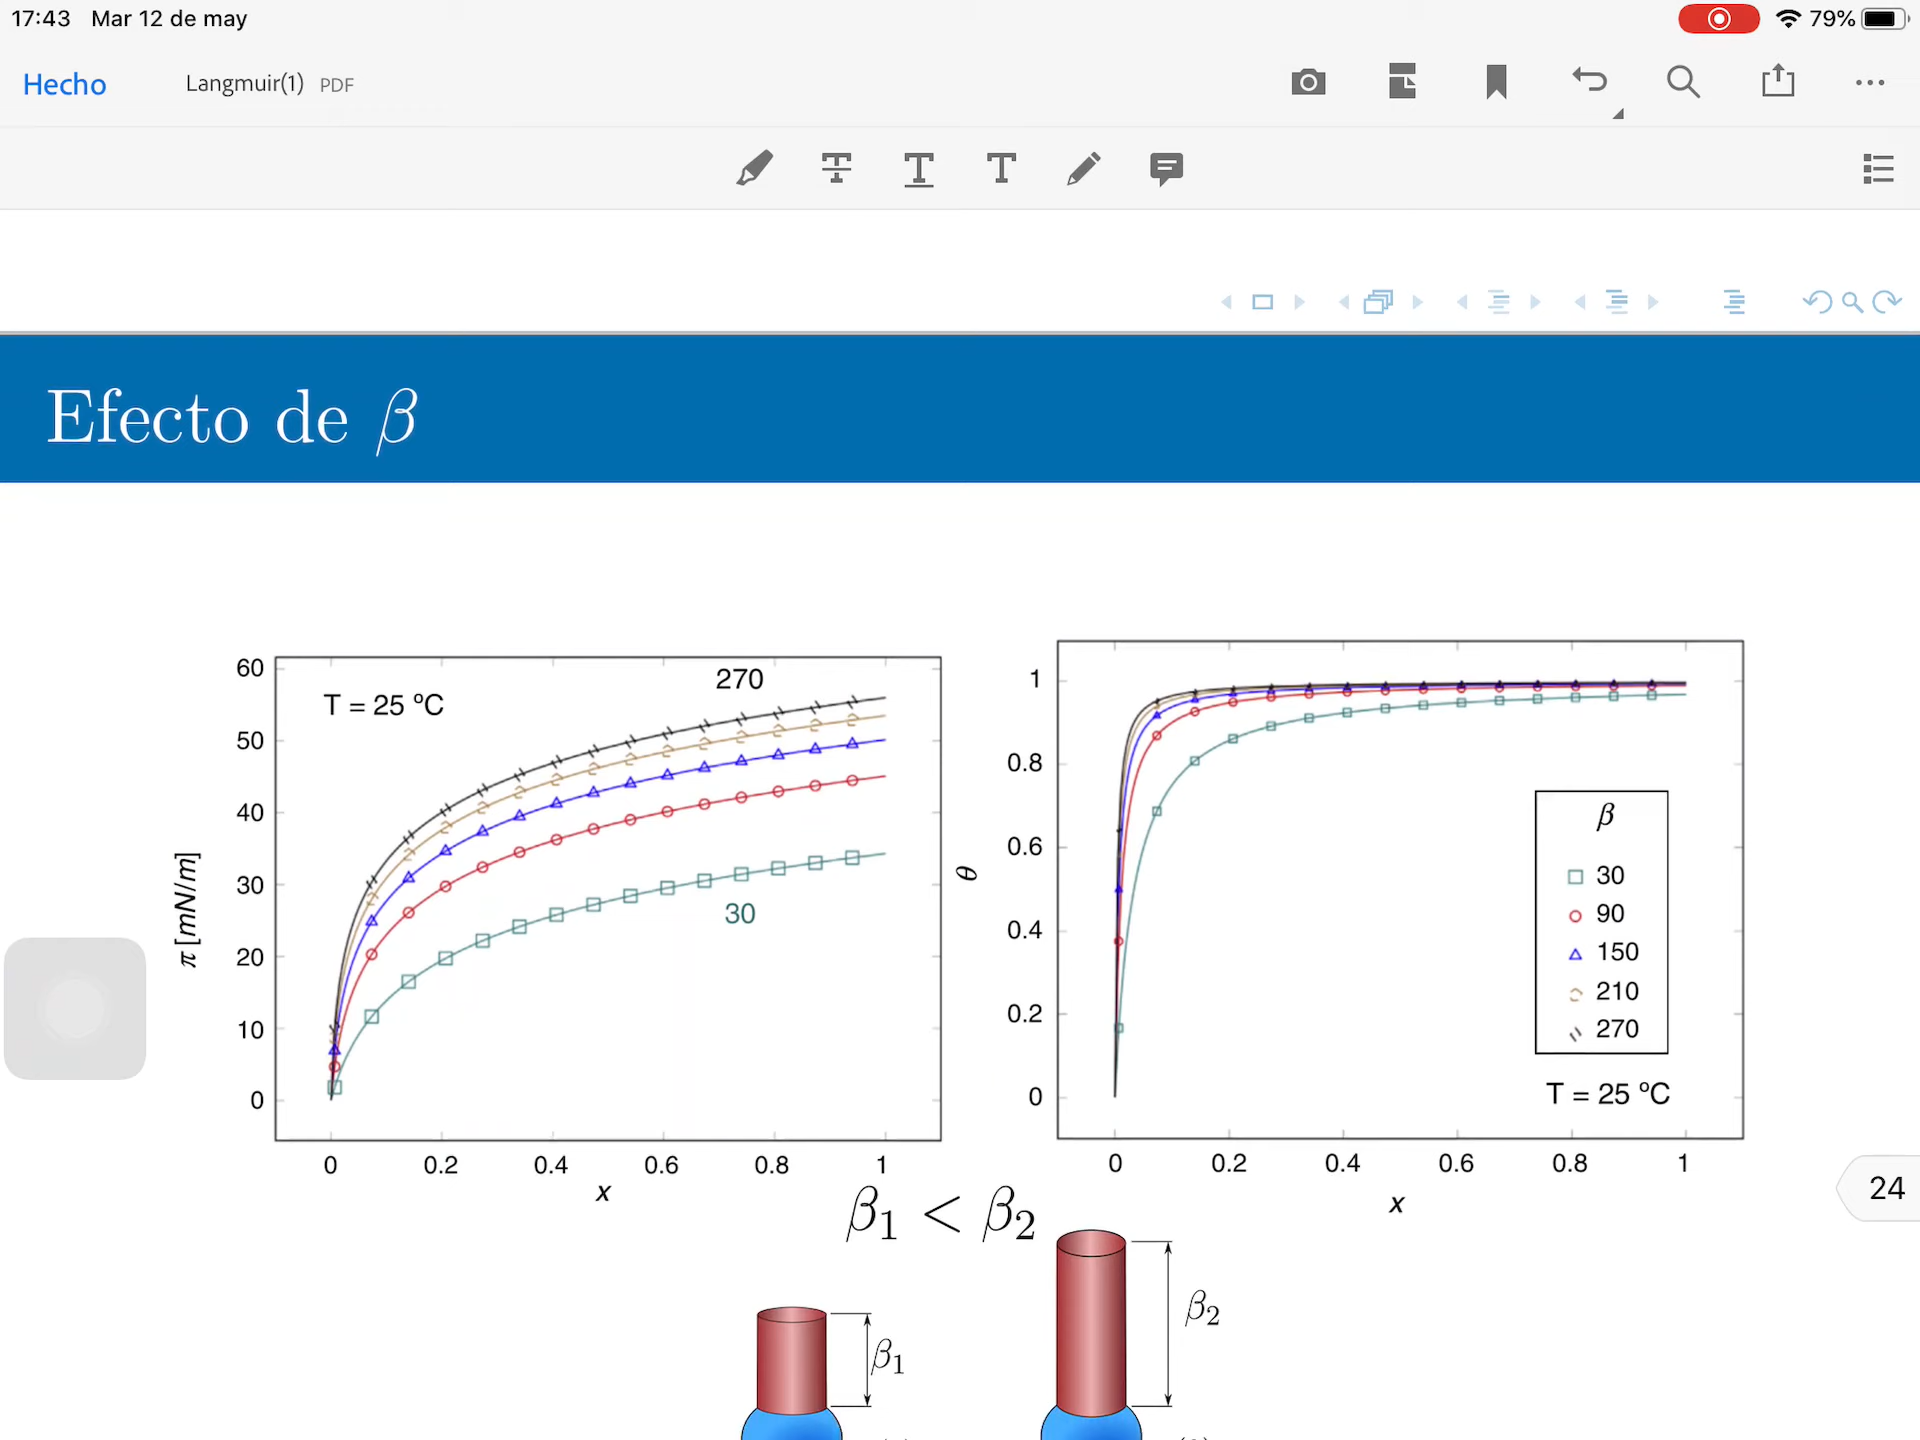 17:43 Mar 12 de may
79%
Hecho Langmuir(1) PDF
Efecto de β
T = 25 ºC
270
30
π [mN/m]
60
50
40
30
20
10
0
0 0.2 0.4 0.6 0.8 1
x
θ
1
0.8
0.6
0.4
0.2
0
β
30
90
150
210
270
T = 25 ºC
0 0.2 0.4 0.6 0.8 1
x
24
β₁ < β₂
β₁
β₂